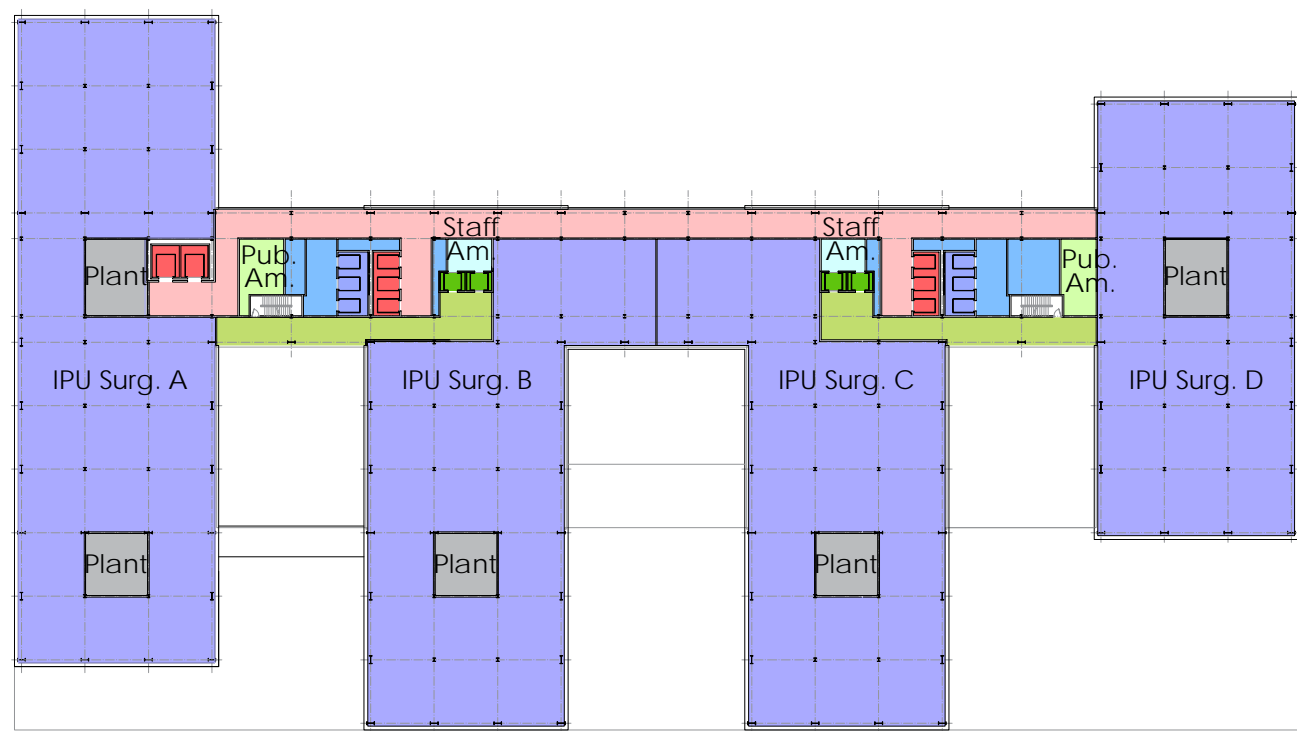 Staff
Am.
Staff
Am.
Pub.
Am.
Pub.
Am.
Plant
Plant
IPU Surg. A
IPU Surg. B
IPU Surg. C
IPU Surg. D
Plant
Plant
Plant